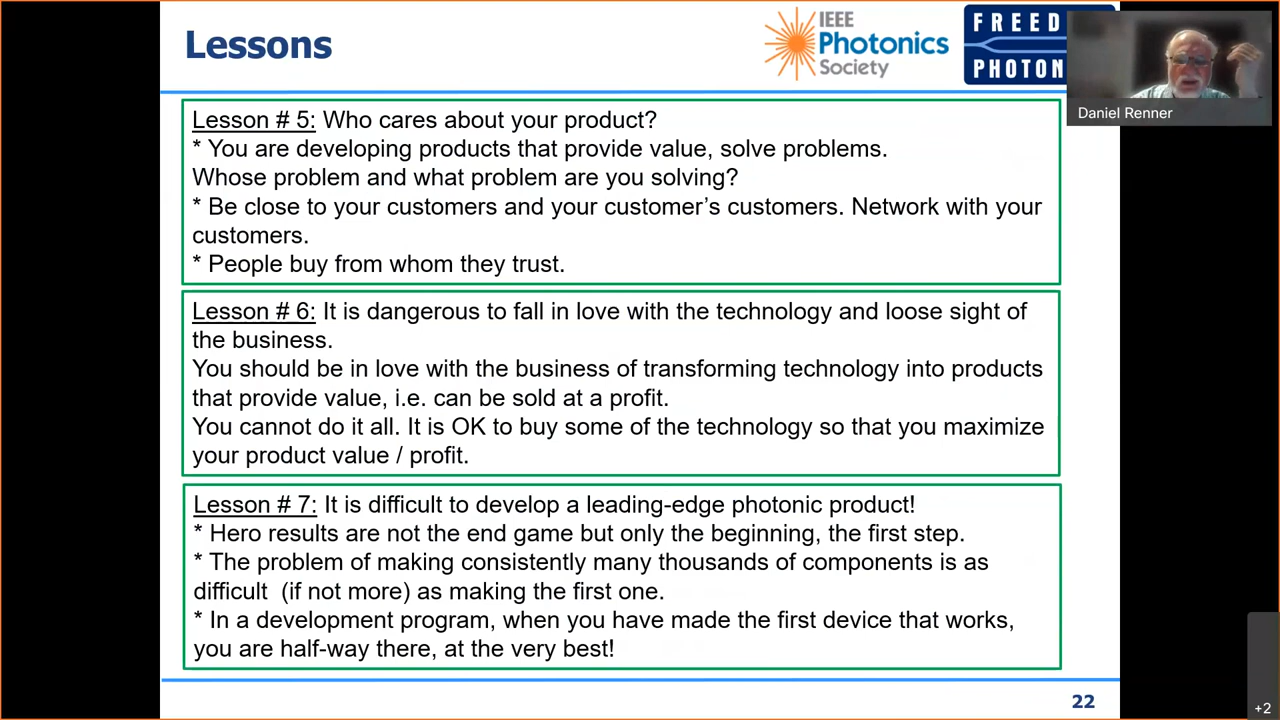 Lessons
IEEE
Photonics
Society
FREED
PHOTON
Daniel Renner
Lesson # 5: Who cares about your product?
* You are developing products that provide value, solve problems.
Whose problem and what problem are you solving?
* Be close to your customers and your customer's customers. Network with your
customers.
* People buy from whom they trust.
Lesson # 6: It is dangerous to fall in love with the technology and loose sight of
the business.
You should be in love with the business of transforming technology into products
that provide value, i.e. can be sold at a profit.
You cannot do it all. It is OK to buy some of the technology so that you maximize
your product value / profit.
Lesson # 7: It is difficult to develop a leading-edge photonic product!
* Hero results are not the end game but only the beginning, the first step.
* The problem of making consistently many thousands of components is as
difficult  (if not more) as making the first one.
* In a development program, when you have made the first device that works,
you are half-way there, at the very best!
22
+2